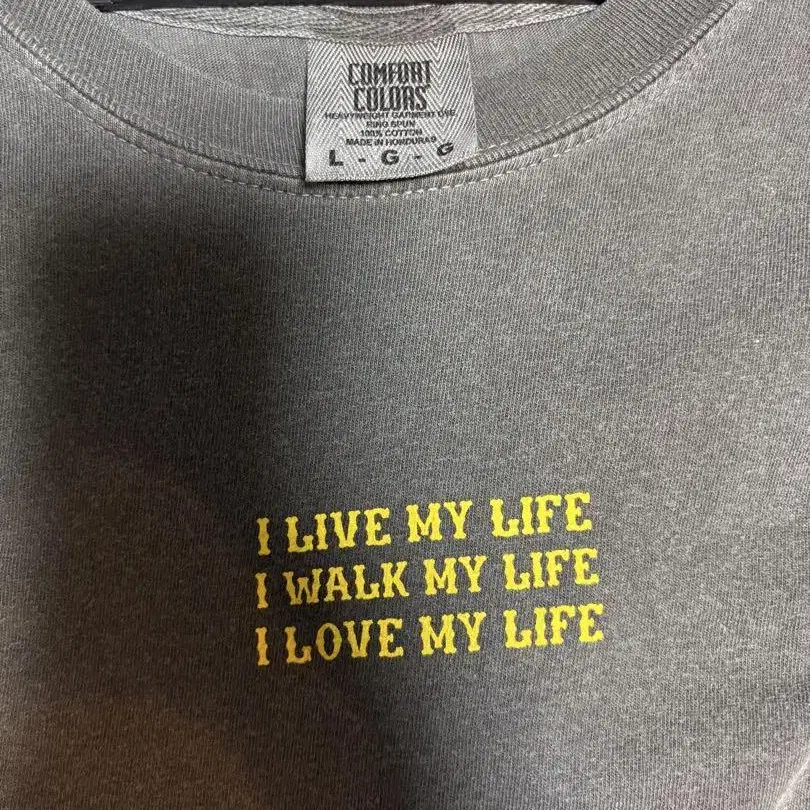 COMFORT
COLORS
HEAVYWEIGHT GARMENT DYE
RING SPUN
100% COTTON
MADE IN HONDURAS
L - G - G
I LIVE MY LIFE
I WALK MY LIFE
I LOVE MY LIFE